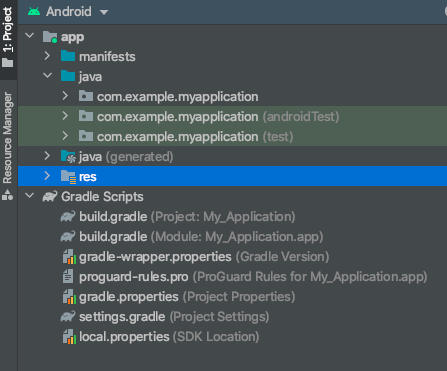 1: Project
Resource Manager
Android
app
manifests
java
com.example.myapplication
com.example.myapplication (androidTest)
com.example.myapplication (test)
java (generated)
res
Gradle Scripts
build.gradle (Project: My_Application)
build.gradle (Module: My_Application.app)
gradle-wrapper.properties (Gradle Version)
proguard-rules.pro (ProGuard Rules for My_Application.app)
gradle.properties (Project Properties)
settings.gradle (Project Settings)
local.properties (SDK Location)